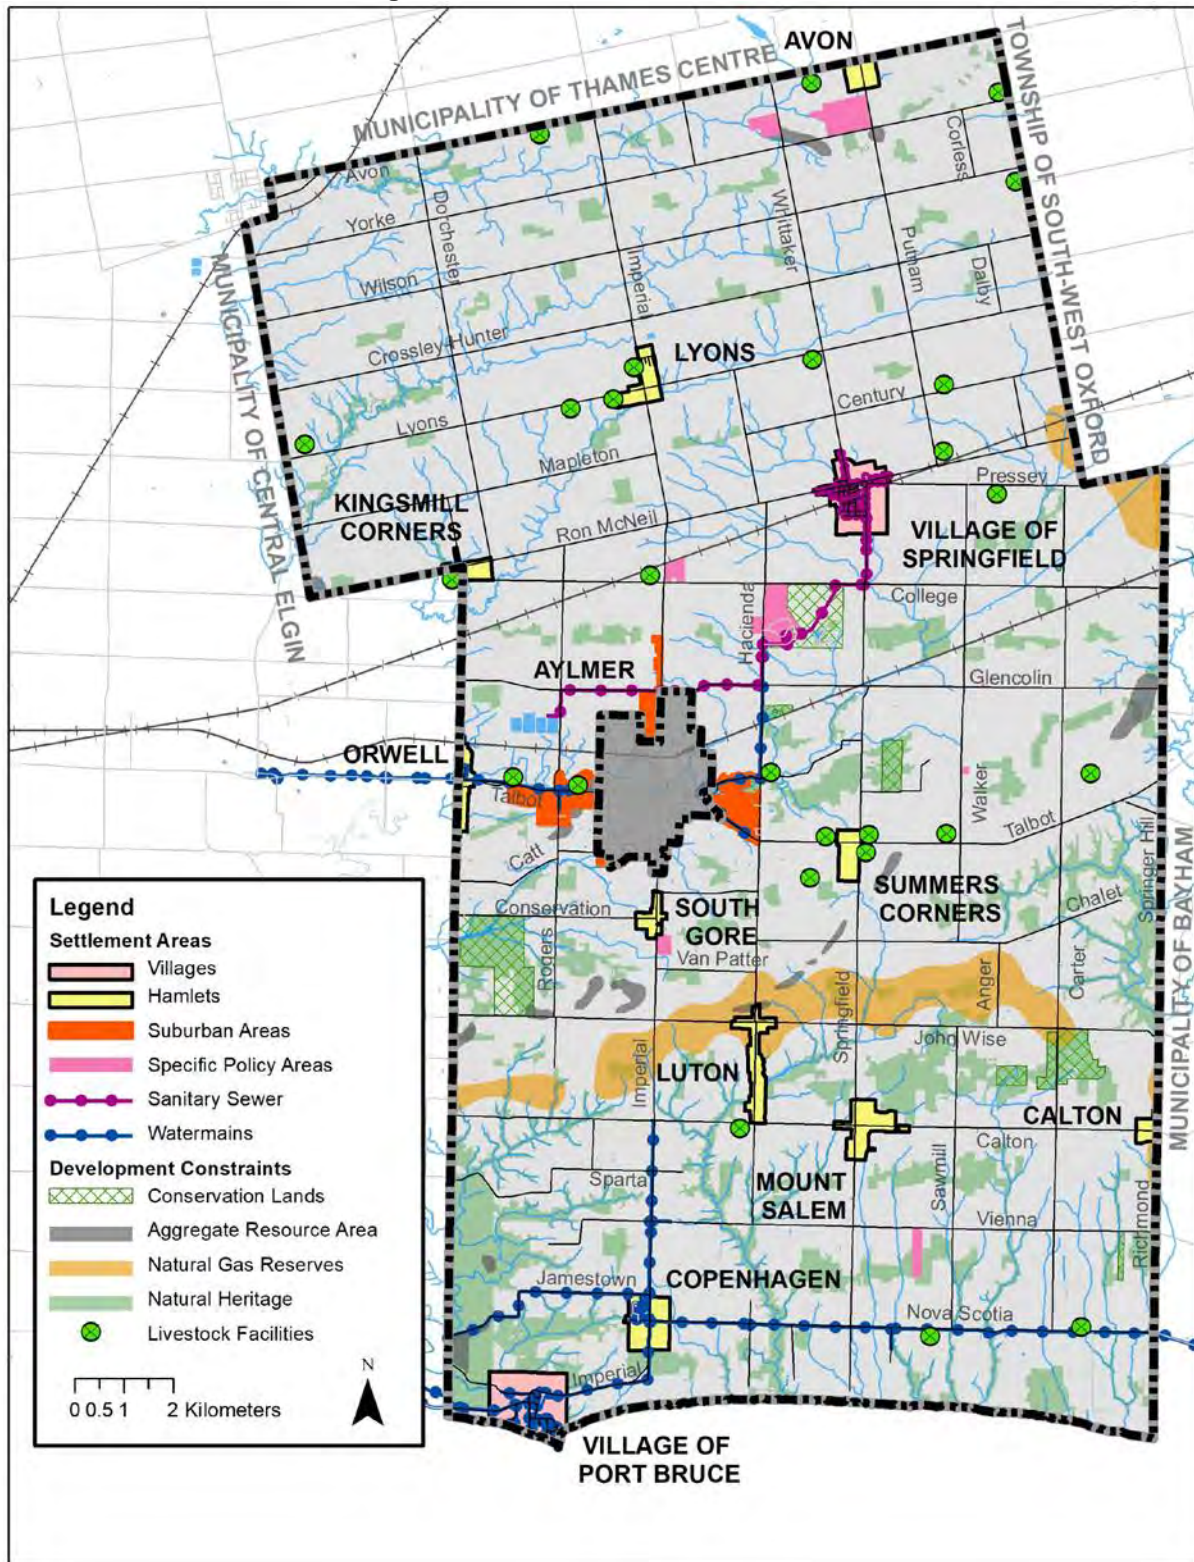 AVON
MUNICIPALITY OF THAMES CENTRE
TOWNSHIP OF SOUTH-WEST OXFORD
Avon
Corless
Yorke
Dorchester
Whittaker
Imperial
Putnam
Dalby
Wilson
MUNICIPALITY OF CENTRAL ELGIN
Crossley-Hunter
LYONS
Century
Lyons
Mapleton
Pressey
KINGSMILL
CORNERS
Ron McNeil
VILLAGE OF
SPRINGFIELD
College
Hacienda
AYLMER
Glencolin
ORWELL
Talbot
Walker
Talbot
Springer Hill
MUNICIPALITY OF BAYHAM
Catt
SUMMERS
CORNERS
Chalet
Conservation
SOUTH
GORE
Rogers
Van Patter
Anger
Carter
Springfield
Imperial
John Wise
LUTON
CALTON
Calton
Sparta
MOUNT
SALEM
Sawmill
Vienna
Richmond
Jamestown
COPENHAGEN
Nova Scotia
Imperial
VILLAGE OF
PORT BRUCE
Legend
Settlement Areas
Villages
Hamlets
Suburban Areas
Specific Policy Areas
Sanitary Sewer
Watermains
Development Constraints
Conservation Lands
Aggregate Resource Area
Natural Gas Reserves
Natural Heritage
Livestock Facilities
N
0 0.5 1 2 Kilometers